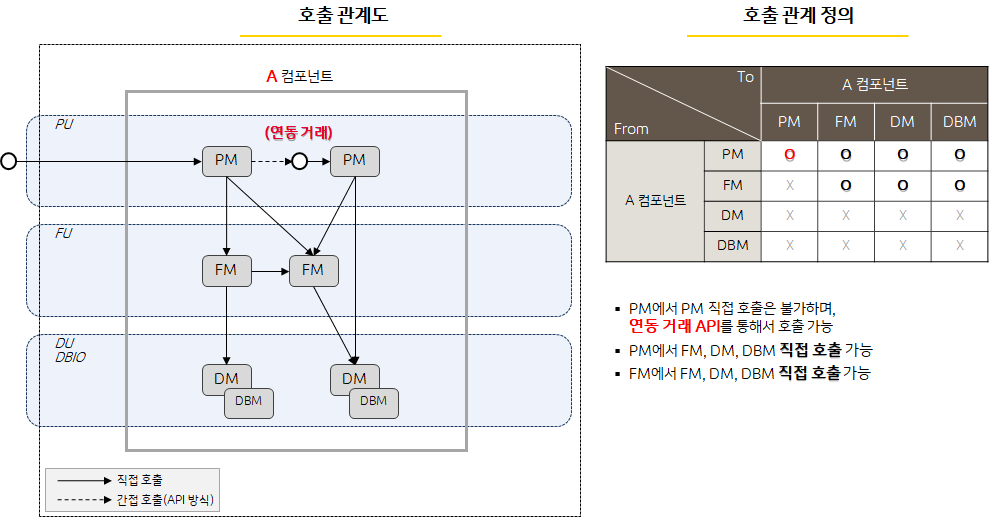 호출 관계도
A 컴포넌트
PU
(연동 거래)
PM
PM
FU
FM
FM
DU
DBIO
DM
DBM
DM
DBM
직접 호출
간접 호출(API 방식)
호출 관계 정의
To
From
A 컴포넌트
PM FM DM DBM
A 컴포넌트
PM O O O O
FM X O O O
DM X X X X
DBM X X X X
▪ PM에서 PM 직접 호출은 불가하며,
연동 거래 API를 통해서 호출 가능
▪ PM에서 FM, DM, DBM 직접 호출 가능
▪ FM에서 FM, DM, DBM 직접 호출 가능